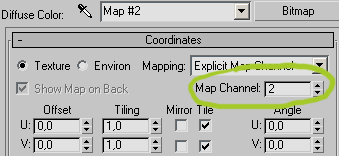 Diffuse Color: Map #2 Bitmap
- Coordinates
Texture Environ Mapping: Explicit Map Channel
Show Map on Back Map Channel: 2
Offset Tiling Mirror Tile Angle
U: 0,0 1,0 U: 0,0
V: 0,0 1,0 V: 0,0